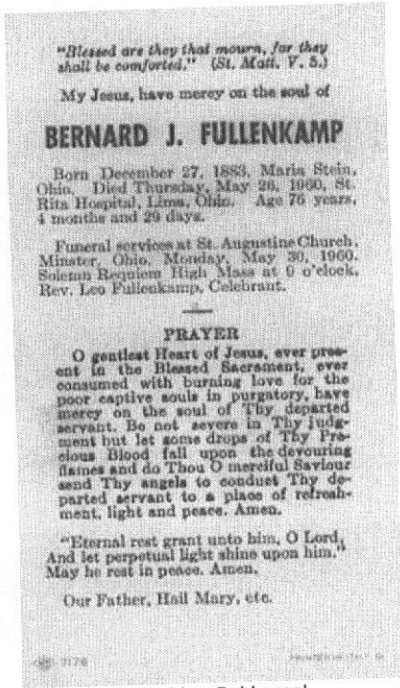 "Blessed are they that mourn, for they
shall be comforted." (St. Matt. V. 5.)
My Jesus, have mercy on the soul of
BERNARD J. FULLENKAMP
Born December 27, 1883, Maria Stein,
Ohio. Died Thursday, May 26, 1960, St.
Rita Hospital, Lima, Ohio. Age 76 years,
4 months and 29 days.
Funeral services at St. Augustine Church,
Minster, Ohio, Monday, May 30, 1960.
Solemn Requiem High Mass at 9 o'clock,
Rev. Leo Fullenkamp, Celebrant.
PRAYER
O gentlest Heart of Jesus, ever pres-
ent in the Blessed Sacrament, ever
consumed with burning love for the
poor captive souls in purgatory, have
mercy on the soul of Thy departed
servant. Be not severe in Thy judg-
ment but let some drops of Thy Pre-
cious Blood fall upon the devouring
flames and do Thou O merciful Saviour
send Thy angels to conduct Thy de-
parted servant to a place of refresh-
ment, light and peace. Amen.
"Eternal rest grant unto him, O Lord,
And let perpetual light shine upon him."
May he rest in peace. Amen.
Our Father, Hail Mary, etc.
7178
PRINTED IN ITALY